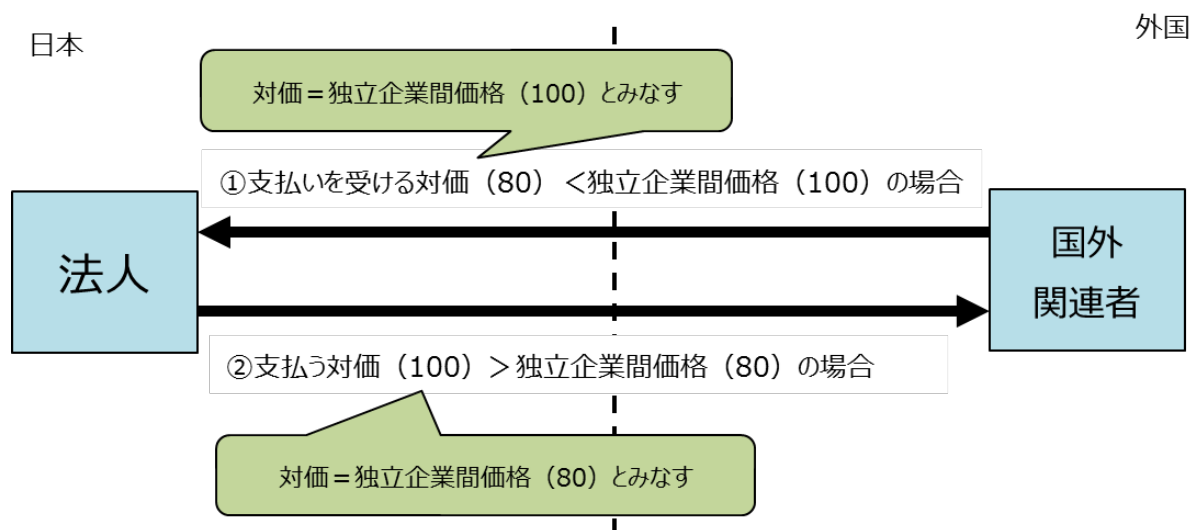 日本
外国
対価＝独立企業間価格（100）とみなす
①支払いを受ける対価（80）＜独立企業間価格（100）の場合
法人
国外
関連者
②支払う対価（100）＞独立企業間価格（80）の場合
対価＝独立企業間価格（80）とみなす